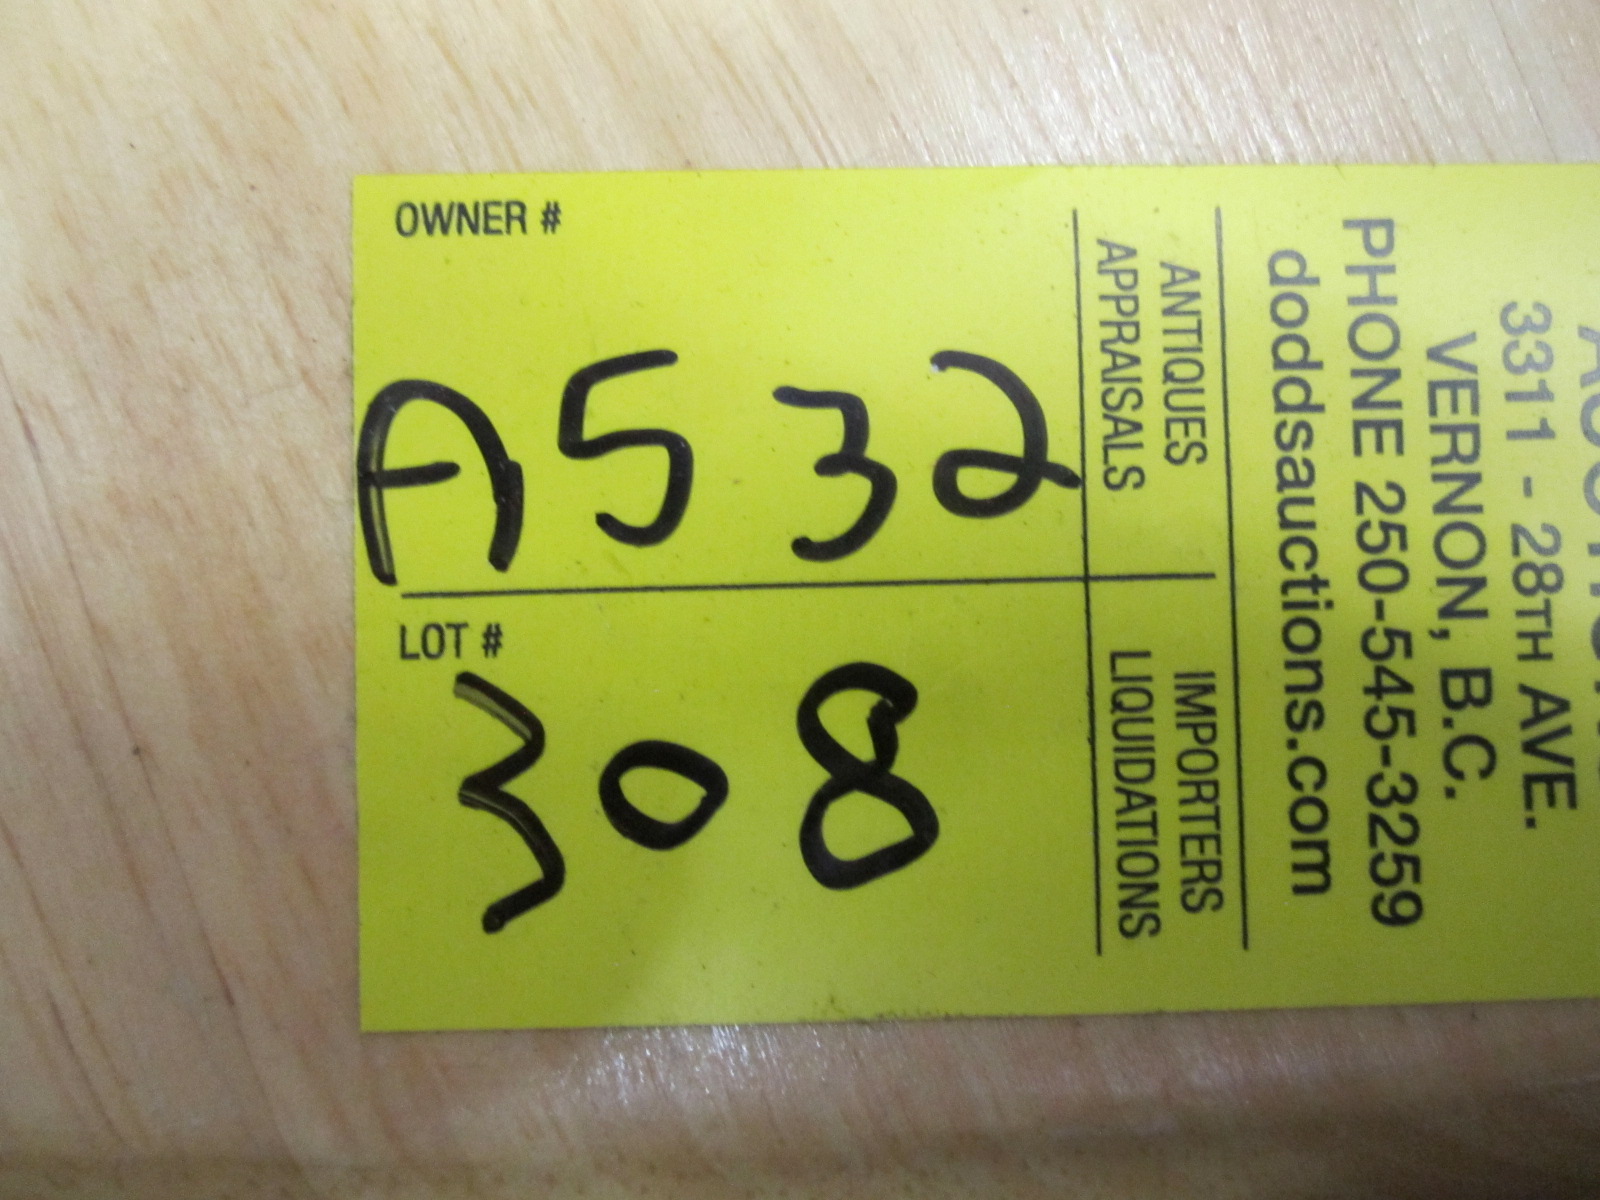 3311 - 28TH AVE.
VERNON, B.C.
PHONE 250-545-3259
doddsauctions.com
ANTIQUES
APPRAISALS
IMPORTERS
LIQUIDATIONS
OWNER #
A532
LOT #
308